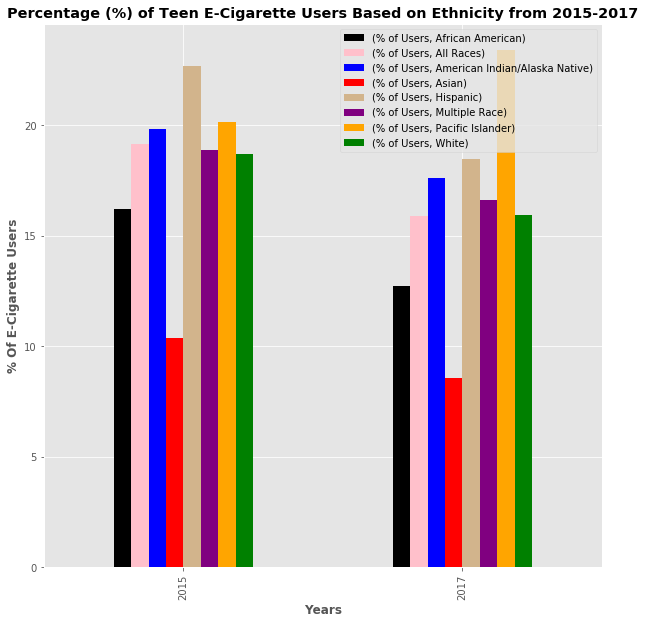 Percentage (%) of Teen E-Cigarette Users Based on Ethnicity from 2015-2017
(% of Users, African American)
(% of Users, All Races)
(% of Users, American Indian/Alaska Native)
(% of Users, Asian)
(% of Users, Hispanic)
(% of Users, Multiple Race)
(% of Users, Pacific Islander)
(% of Users, White)
% Of E-Cigarette Users
20
15
10
5
0
2015
2017
Years